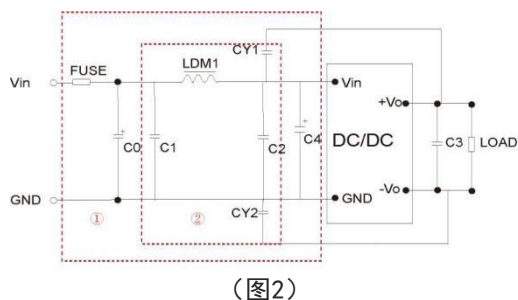 CY1
FUSE
LDM1
Vin
Vin
+Vo
C0
C1
C2
C4
DC/DC
C3
LOAD
-Vo
GND
GND
CY2
①
②
（图2）